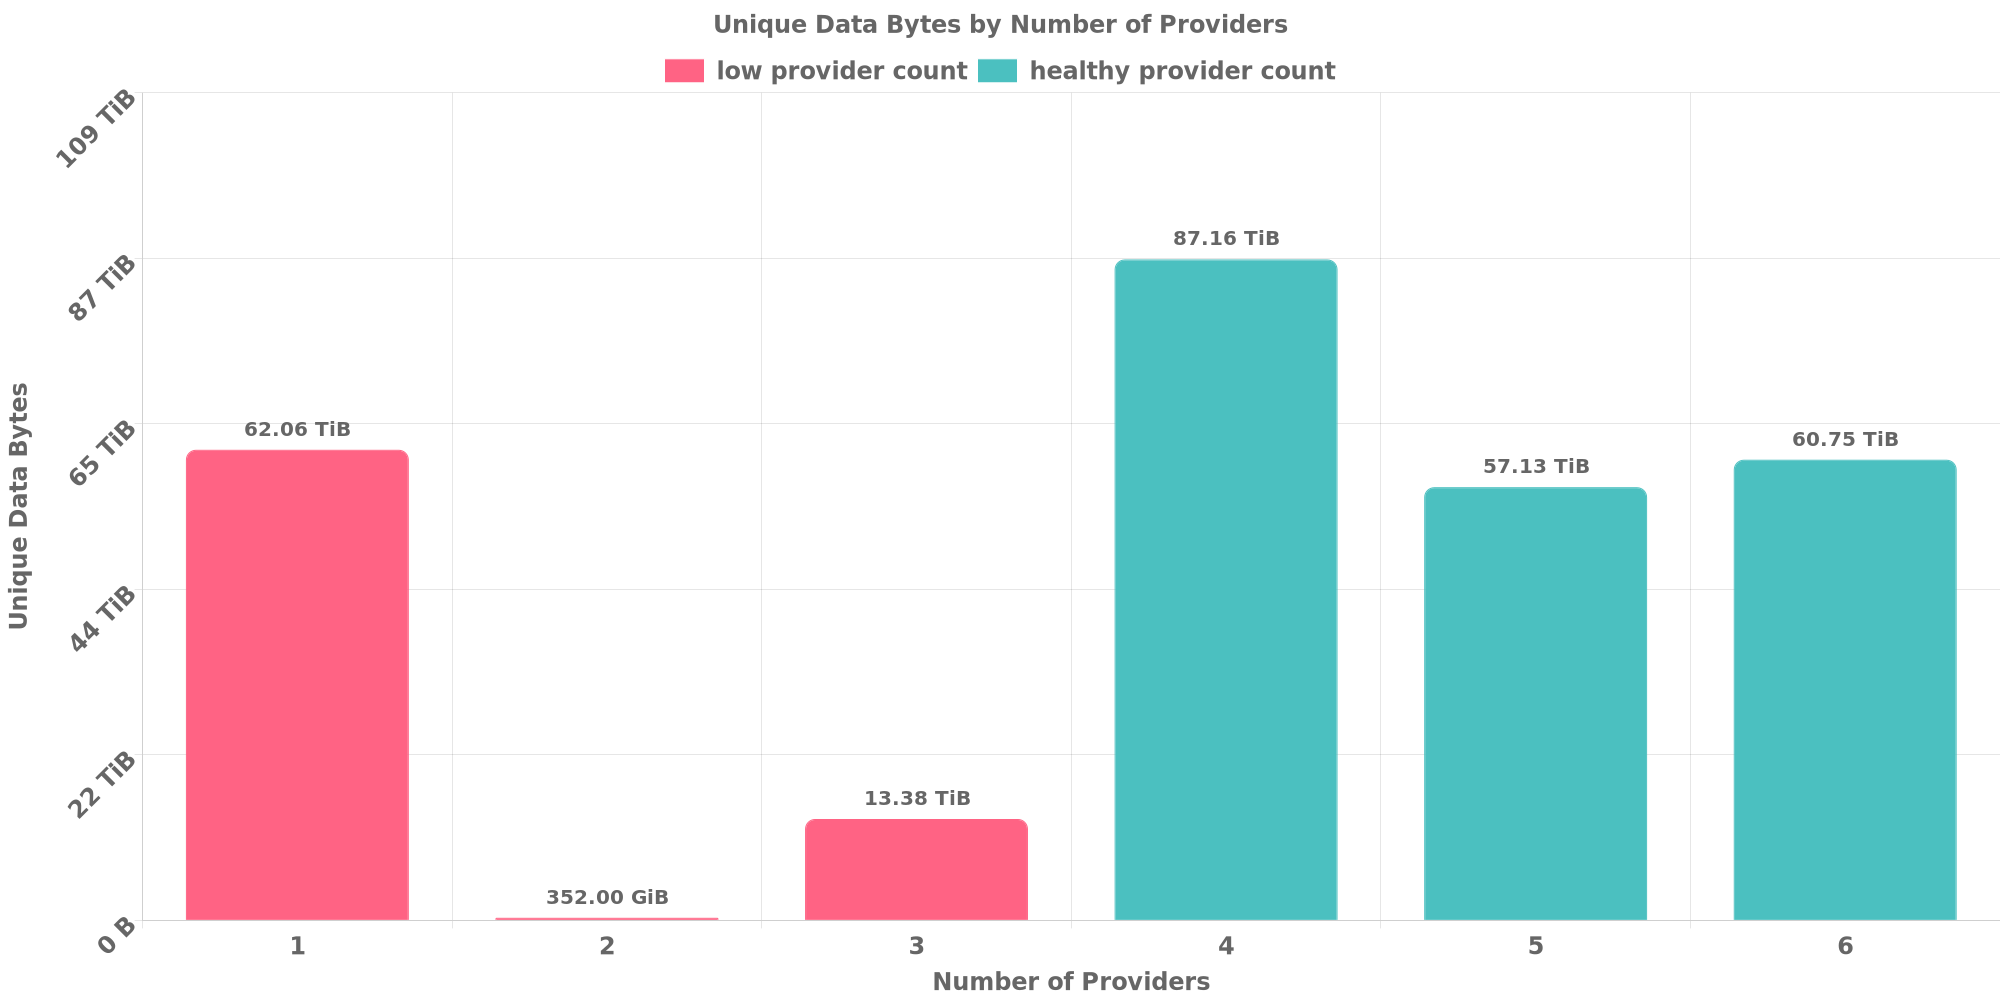 Unique Data Bytes by Number of Providers
low provider count healthy provider count
109 TiB
87 TiB
65 TiB
44 TiB
22 TiB
0 B
Unique Data Bytes
62.06 TiB
352.00 GiB
13.38 TiB
87.16 TiB
57.13 TiB
60.75 TiB
1 2 3 4 5 6
Number of Providers